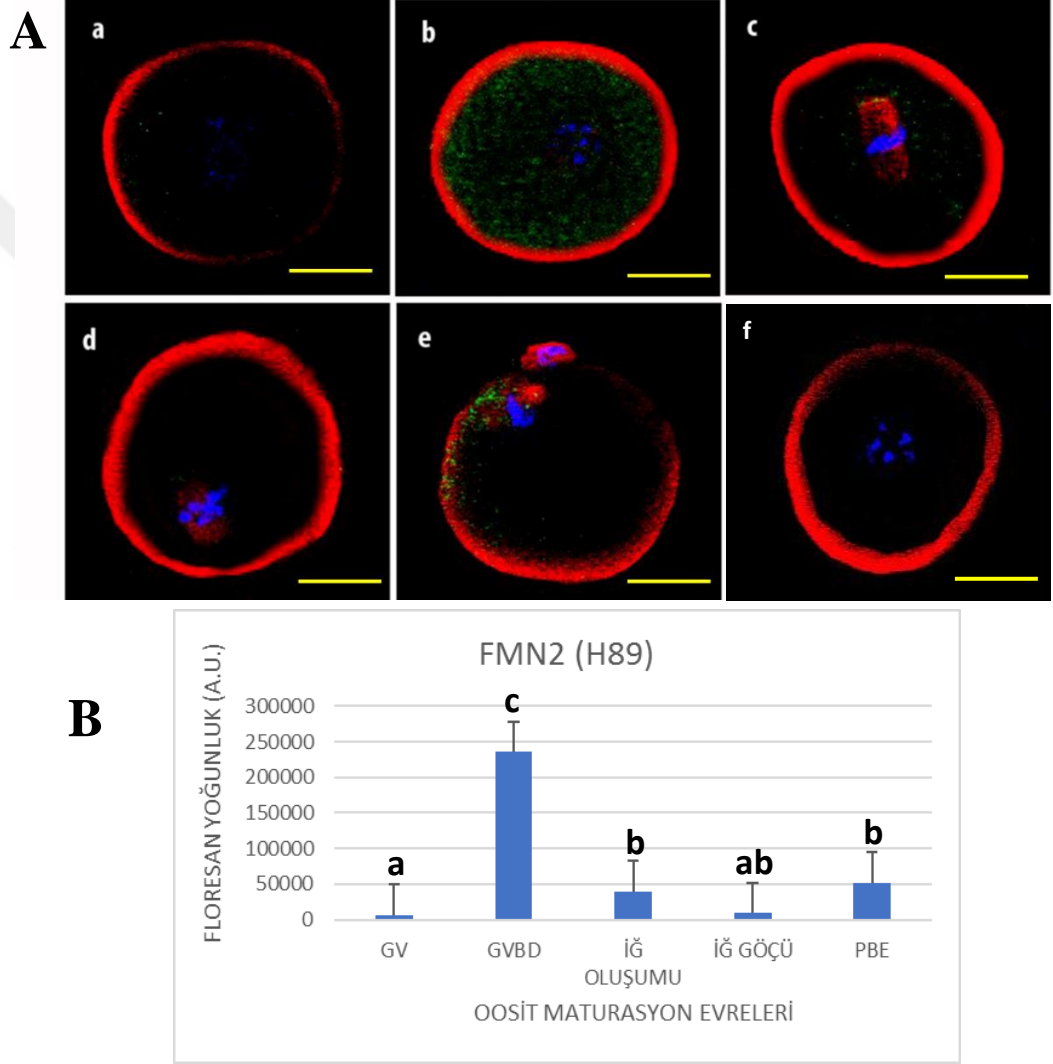 A
a
b
c
d
e
f
B
FMN2 (H89)
FLORESAN YOĞUNLUK (A.U.)
300000
250000
200000
150000
100000
50000
0
a
c
b
ab
b
GV
GVBD
İĞ
OLUŞUMU
İĞ GÖÇÜ
PBE
OOSİT MATURASYON EVRELERİ